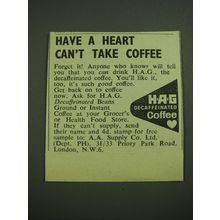 HAVE A HEART
CAN'T TAKE COFFEE
Forget it! Anyone who knows will tell
you that you can drink H.A.G., the
decaffeinated coffee. You'll like it,
too, it's such good coffee.
Get back on to coffee
now. Ask for H.A.G.
Decaffeinated Beans
Ground or Instant
Coffee at your Grocer's
or Health Food Store.
If they can't supply, send
their name and 4d. stamp for free
sample to: A.A. Supply Co. Ltd.
(Dept. PH), 31/33 Priory Park Road,
London, N.W.6.
HAG
DECAFFEINATED
Coffee